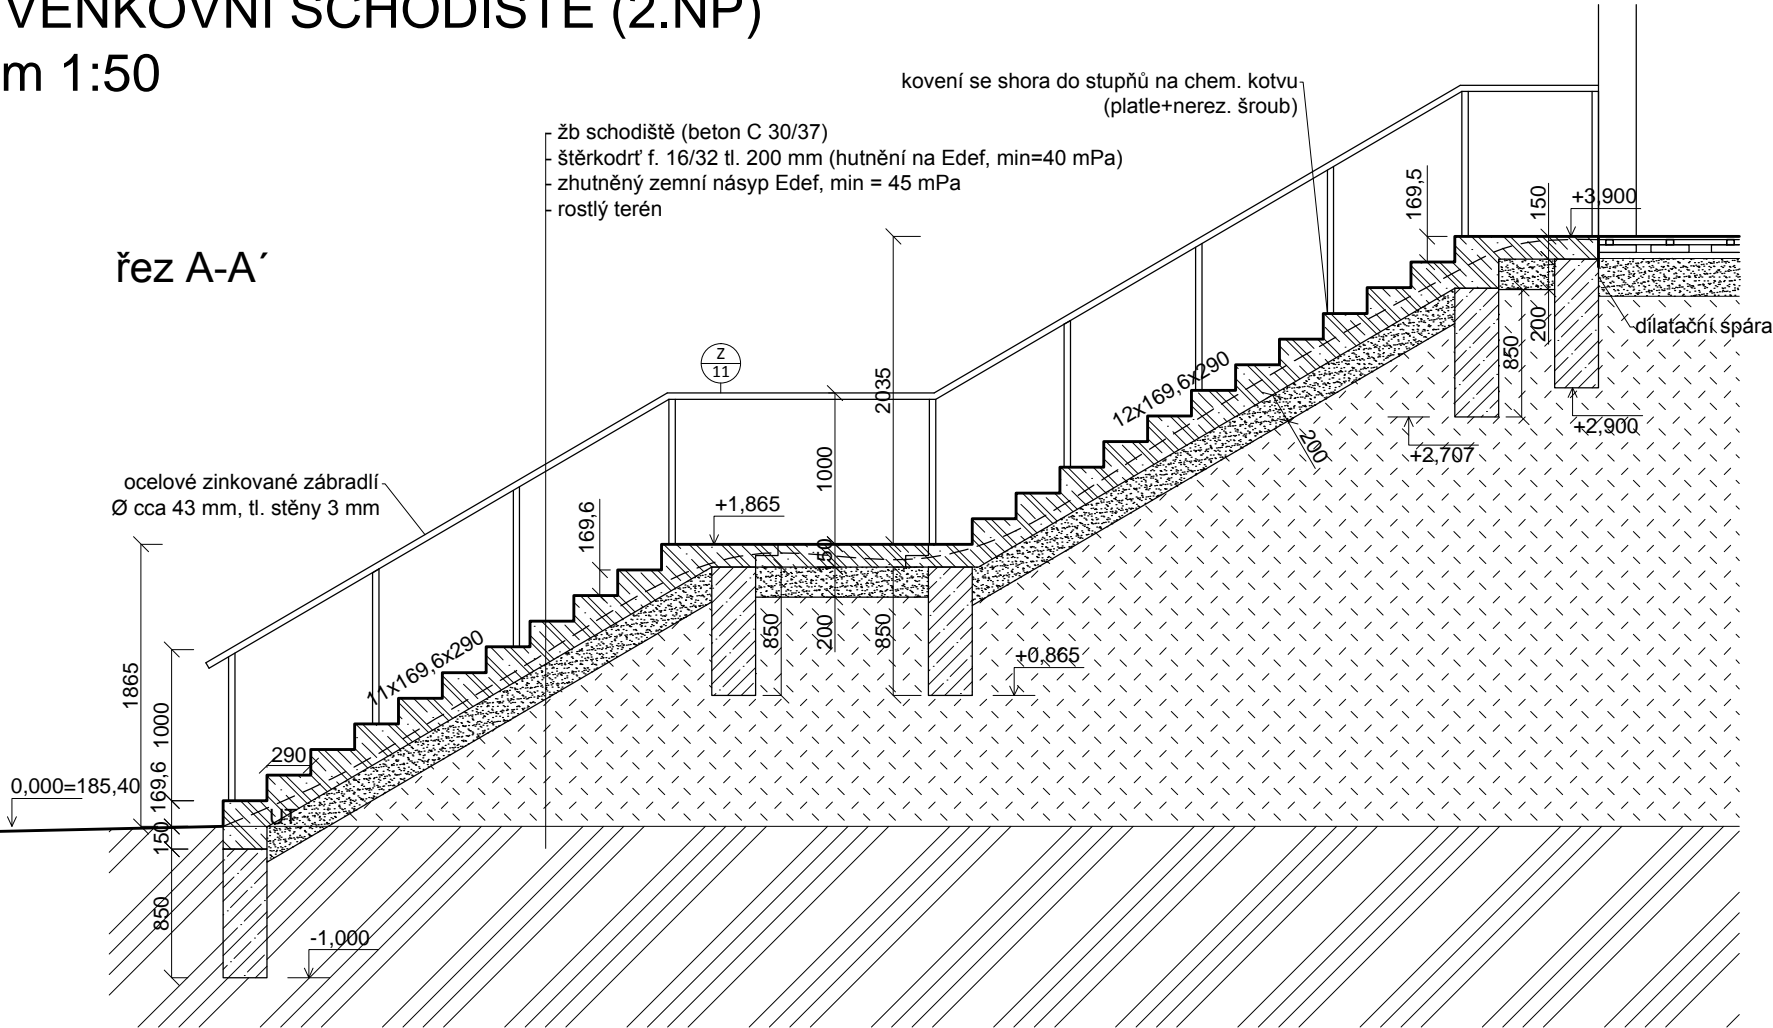 VENKOVNÍ SCHODIŠTĚ (2.NP)
m 1:50
kovení se shora do stupňů na chem. kotvu
(platle+nerez. šroub)
žb schodiště (beton C 30/37)
štěrkodrť f. 16/32 tl. 200 mm (hutnění na Edef, min=40 mPa)
zhutněný zemní násyp Edef, min = 45 mPa
rostlý terén
řez A-A´
169,5
150
+3,900
200
850
dilatační spára
+2,900
+2,707
Z
11
2035
12x169,6x290
200
ocelové zinkované zábradlí
Ø cca 43 mm, tl. stěny 3 mm
1000
+1,865
169,6
150
850
200
850
+0,865
11x169,6x290
1865
1000
290
0,000=185,40
169,6
UT
150
850
-1,000